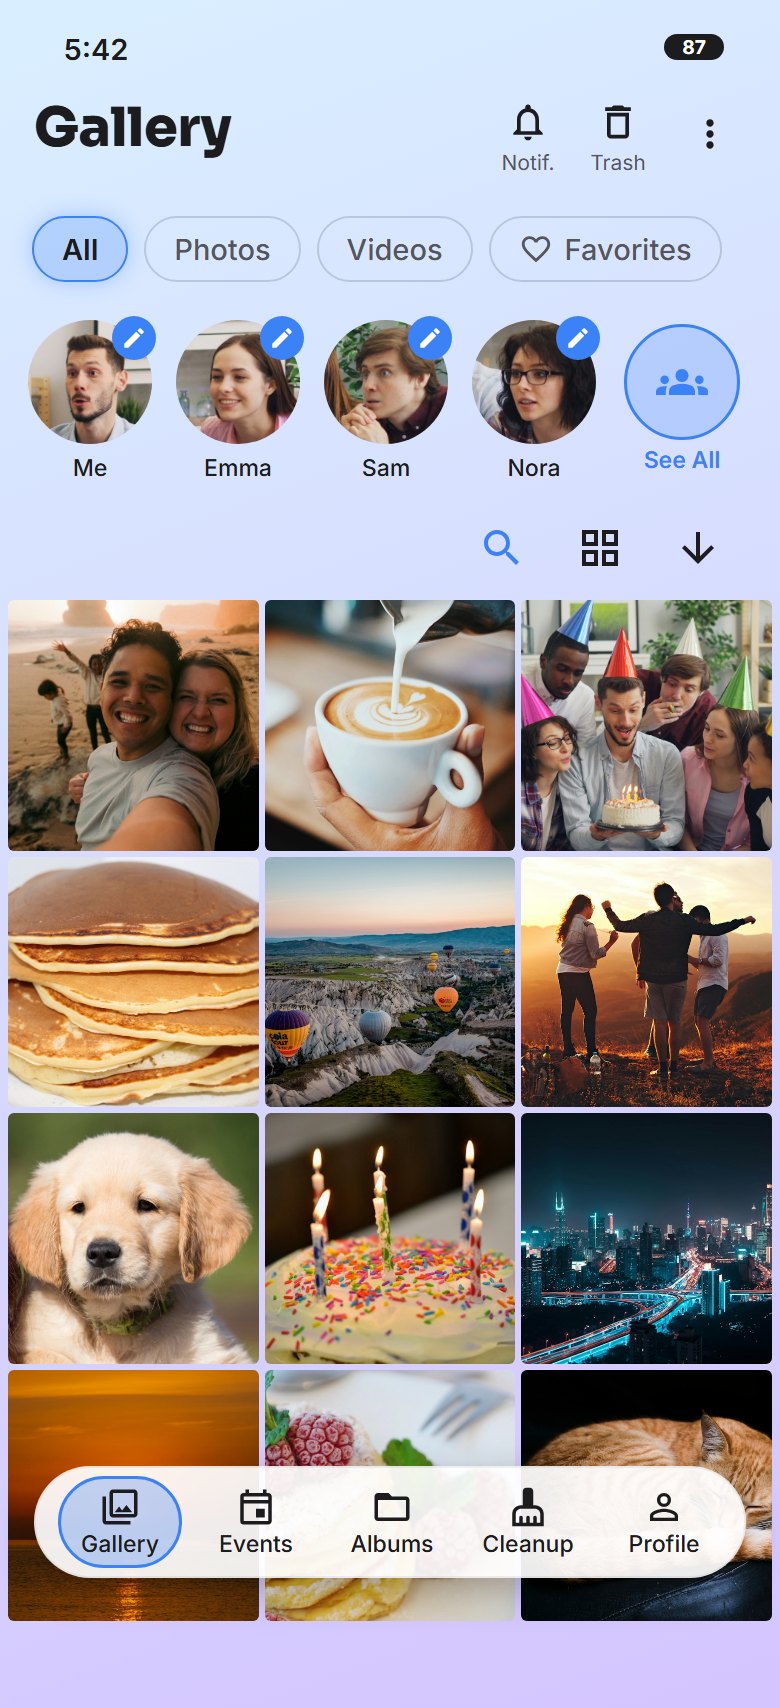 5:42
87
Gallery
Notif.
Trash
All
Photos
Videos
Favorites
Me
Emma
Sam
Nora
See All
Gallery
Events
Albums
Cleanup
Profile